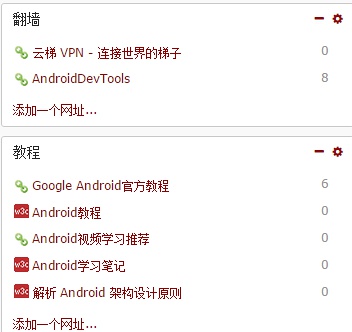 翻墙
云梯 VPN - 连接世界的梯子 0
AndroidDevTools 8
添加一个网址...
教程
Google Android官方教程 6
w3c Android教程 0
Android视频学习推荐 0
w3c Android学习笔记 0
w3c 解析 Android 架构设计原则 0
添加一个网址...